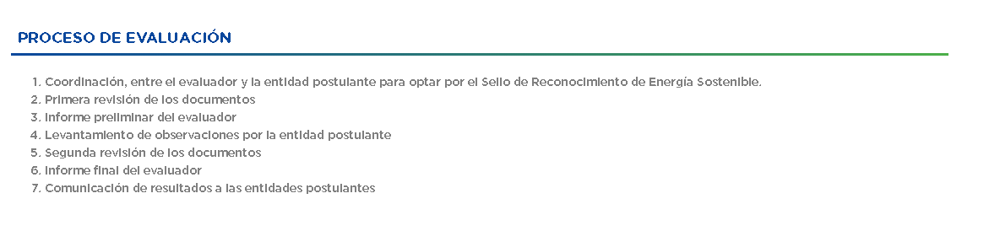 PROCESO DE EVALUACIÓN
1. Coordinación, entre el evaluador y la entidad postulante para optar por el Sello de Reconocimiento de Energía Sostenible.
2. Primera revisión de los documentos
3. Informe preliminar del evaluador
4. Levantamiento de observaciones por la entidad postulante
5. Segunda revisión de los documentos
6. Informe final del evaluador
7. Comunicación de resultados a las entidades postulantes